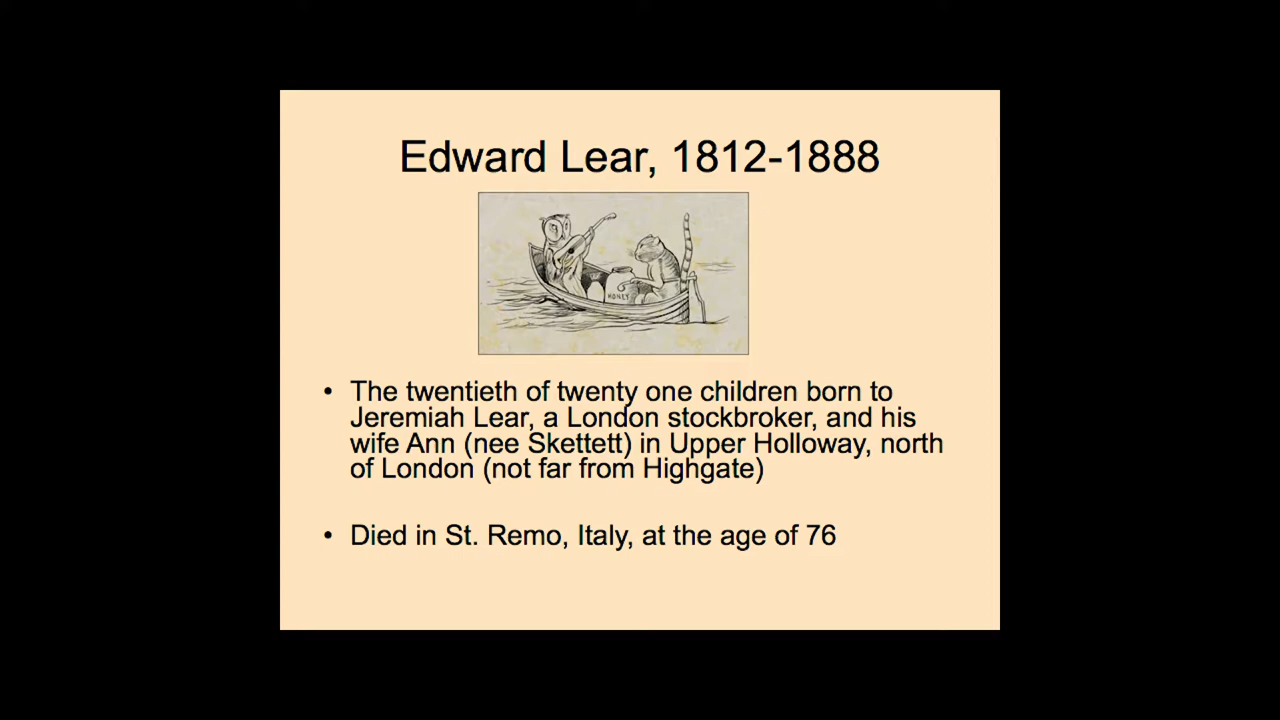 Edward Lear, 1812-1888
HONEY
• The twentieth of twenty one children born to
Jeremiah Lear, a London stockbroker, and his
wife Ann (nee Skettett) in Upper Holloway, north
of London (not far from Highgate)
• Died in St. Remo, Italy, at the age of 76